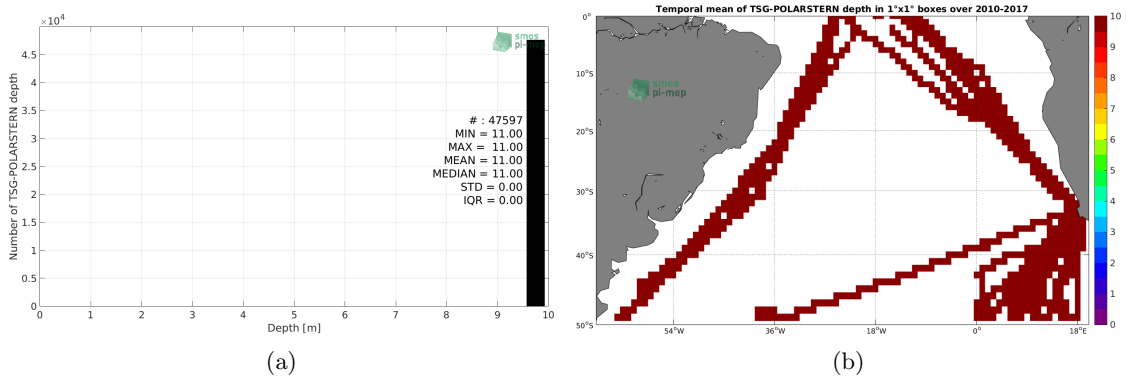 ×10⁴
5
4.5
4
3.5
3
2.5
2
1.5
1
0.5
0
Number of TSG-POLARSTERN depth
smos
pi-mep
# : 47597
MIN = 11.00
MAX = 11.00
MEAN = 11.00
MEDIAN = 11.00
STD = 0.00
IQR = 0.00
0 1 2 3 4 5 6 7 8 9 10
Depth [m]
(a)
Temporal mean of TSG-POLARSTERN depth in 1°x1° boxes over 2010-2017
0°
10°S
20°S
30°S
40°S
50°S
smos
pi-mep
54°W 36°W 18°W 0° 18°E
10
9
8
7
6
5
4
3
2
1
0
(b)